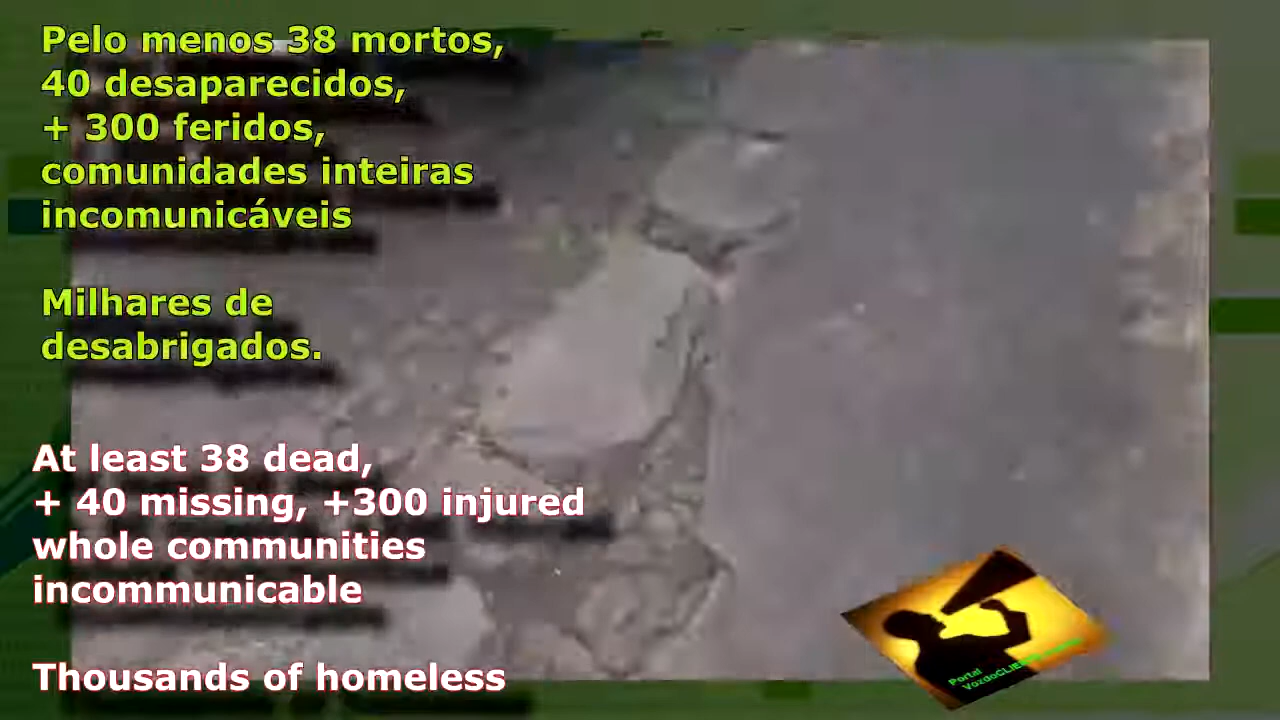 Pelo menos 38 mortos,
40 desaparecidos,
+ 300 feridos,
comunidades inteiras
incomunicáveis
Milhares de
desabrigados.
At least 38 dead,
+ 40 missing, +300 injured
whole communities
incommunicable
Thousands of homeless
Portal